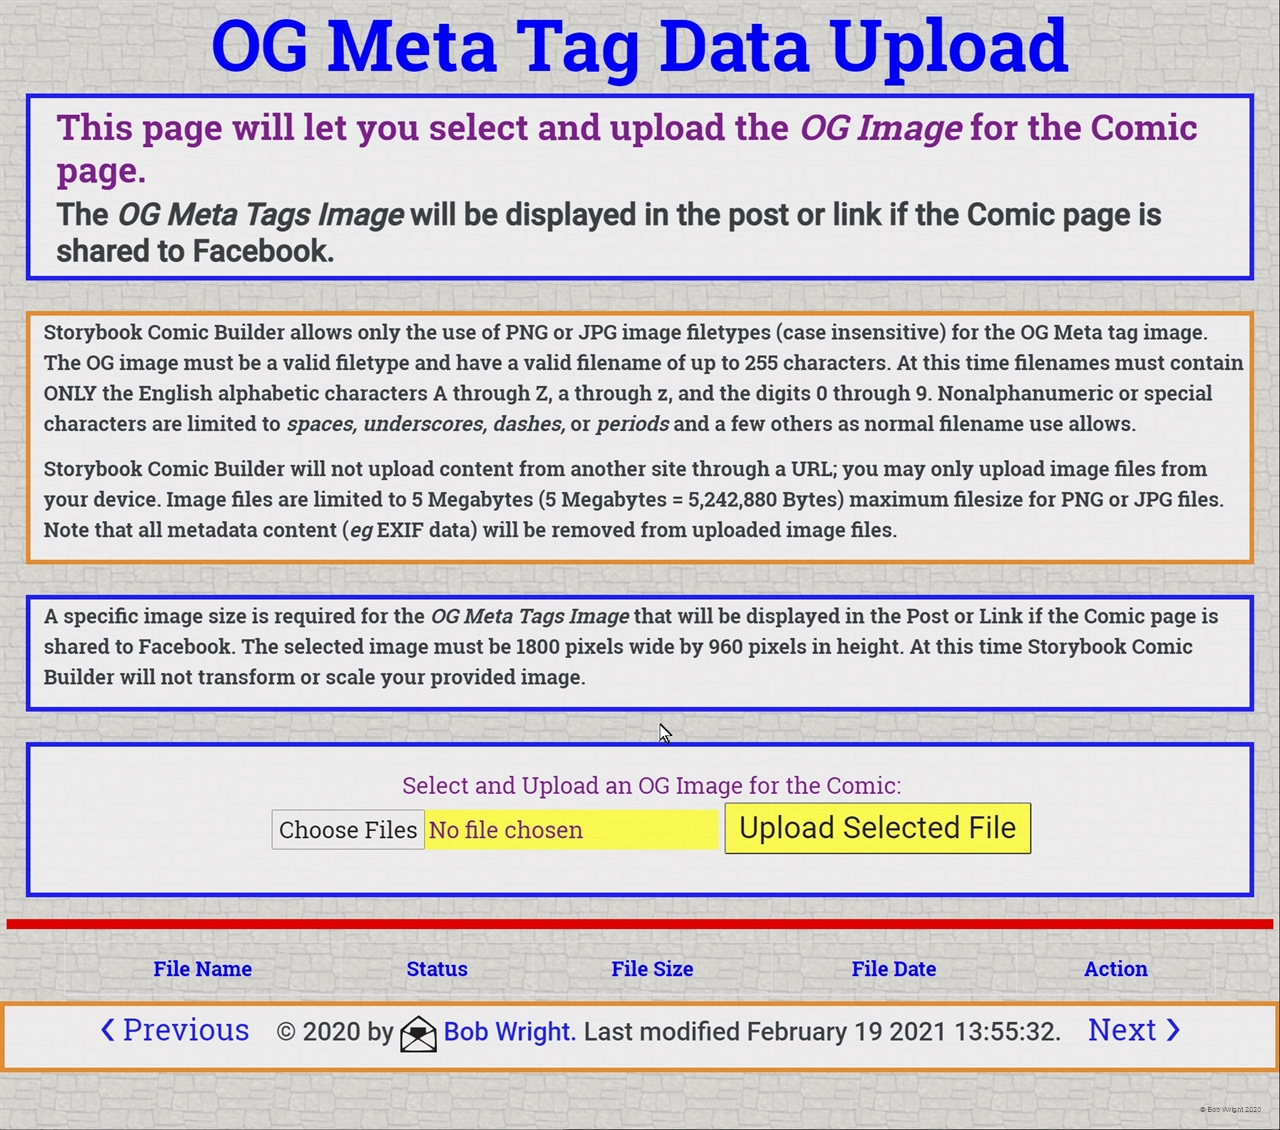 OG Meta Tag Data Upload
This page will let you select and upload the OG Image for the Comic
page.
The OG Meta Tags Image will be displayed in the post or link if the Comic page is
shared to Facebook.
Storybook Comic Builder allows only the use of PNG or JPG image filetypes (case insensitive) for the OG Meta tag image.
The OG image must be a valid filetype and have a valid filename of up to 255 characters. At this time filenames must contain
ONLY the English alphabetic characters A through Z, a through z, and the digits 0 through 9. Nonalphanumeric or special
characters are limited to spaces, underscores, dashes, or periods and a few others as normal filename use allows.
Storybook Comic Builder will not upload content from another site through a URL; you may only upload image files from
your device. Image files are limited to 5 Megabytes (5 Megabytes = 5,242,880 Bytes) maximum filesize for PNG or JPG files.
Note that all metadata content (eg EXIF data) will be removed from uploaded image files.
A specific image size is required for the OG Meta Tags Image that will be displayed in the Post or Link if the Comic page is
shared to Facebook. The selected image must be 1800 pixels wide by 960 pixels in height. At this time Storybook Comic
Builder will not transform or scale your provided image.
Select and Upload an OG Image for the Comic:
Choose Files No file chosen Upload Selected File
File Name Status File Size File Date Action
❮ Previous © 2020 by Bob Wright. Last modified February 19 2021 13:55:32. Next ❯
© Bob Wright 2020